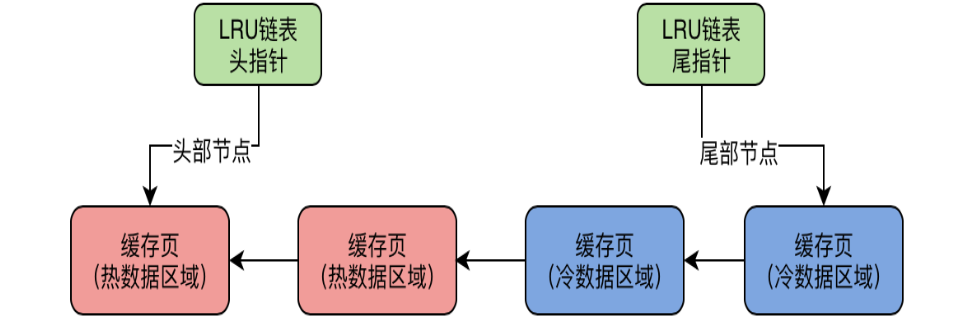 LRU链表
头指针
LRU链表
尾指针
头部节点
尾部节点
缓存页
(热数据区域)
缓存页
(热数据区域)
缓存页
(冷数据区域)
缓存页
(冷数据区域)